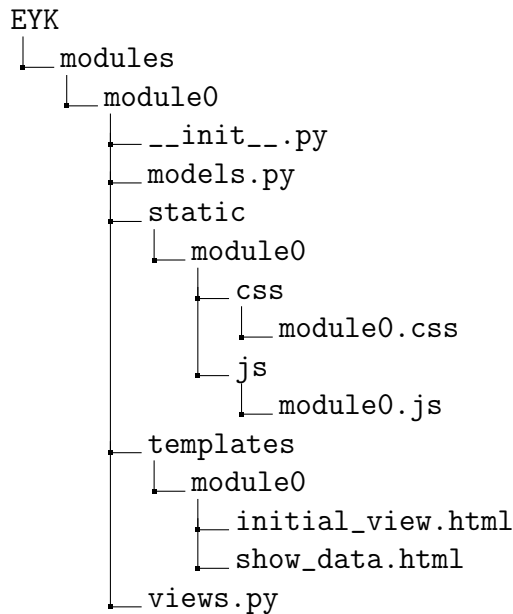 EYK
modules
module0
__init__.py
models.py
static
module0
css
module0.css
js
module0.js
templates
module0
initial_view.html
show_data.html
views.py